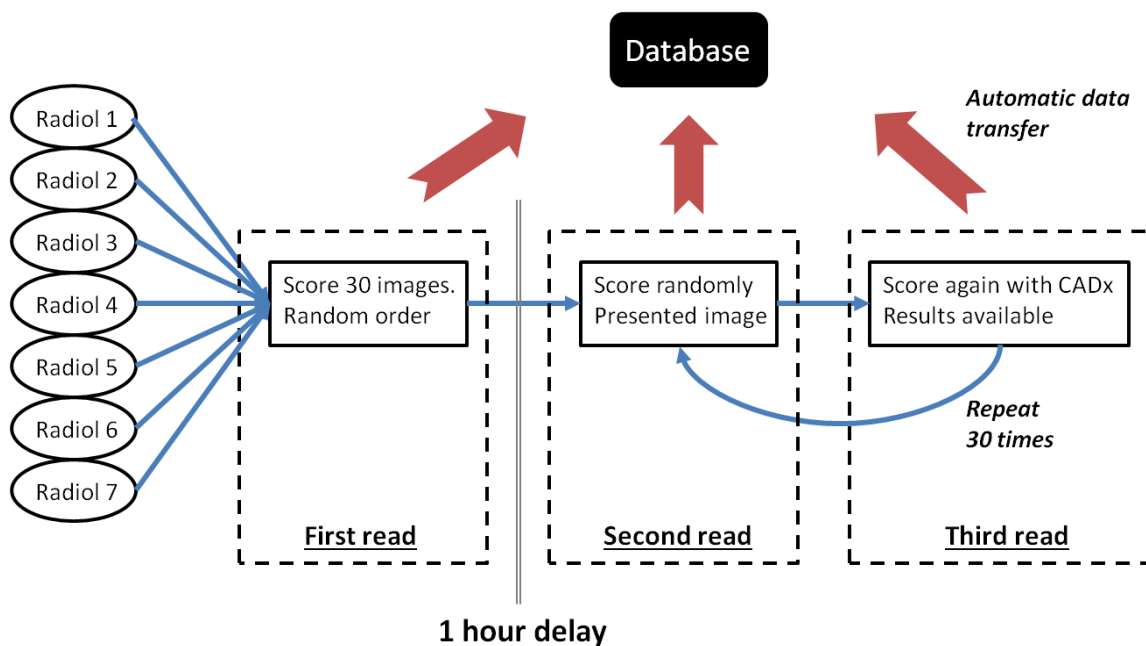 Database
Automatic data
transfer
Radiol 1
Radiol 2
Radiol 3
Radiol 4
Radiol 5
Radiol 6
Radiol 7
Score 30 images.
Random order
First read
1 hour delay
Score randomly
Presented image
Second read
Score again with CADx
Results available
Repeat
30 times
Third read